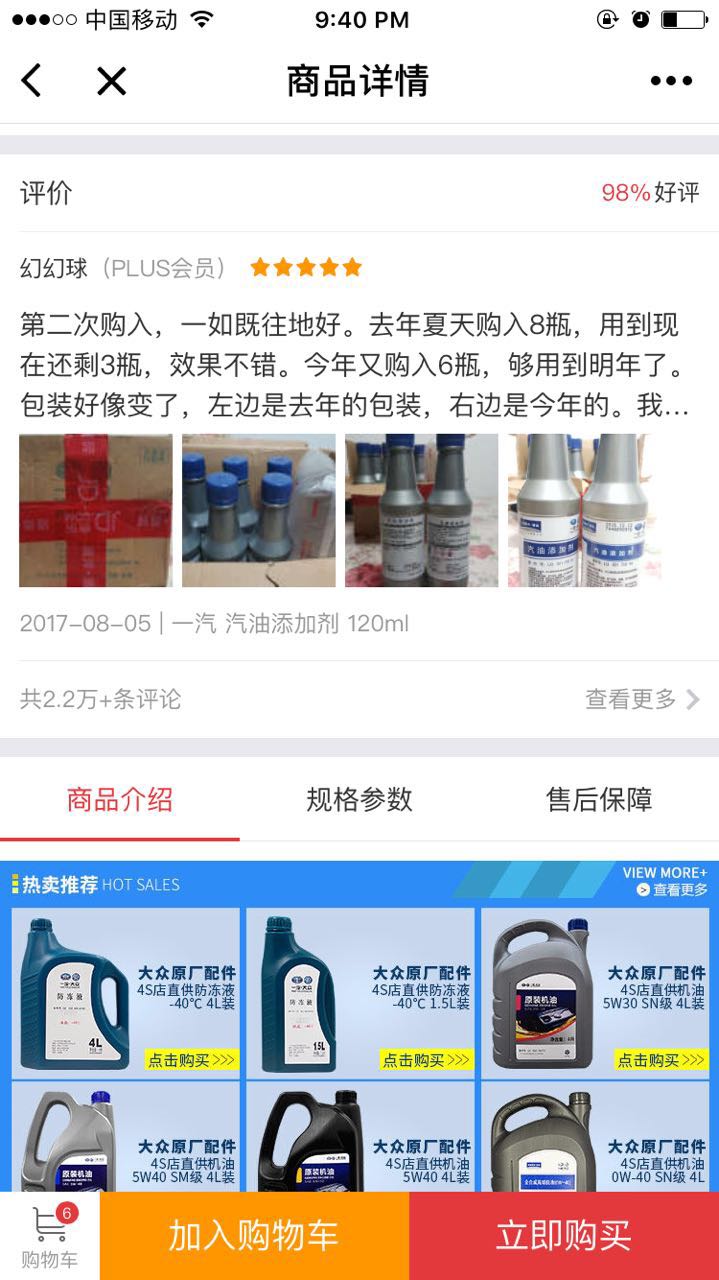 中国移动
9:40 PM
商品详情
评价
98%好评
幻幻球（PLUS会员）
第二次购入，一如既往地好。去年夏天购入8瓶，用到现
在还剩3瓶，效果不错。今年又购入6瓶，够用到明年了。
包装好像变了，左边是去年的包装，右边是今年的。我…
JD
汽油添加剂
汽油添加剂
2017-08-05 | 一汽 汽油添加剂 120ml
共2.2万+条评论
查看更多
商品介绍
规格参数
售后保障
热卖推荐 HOT SALES
VIEW MORE+
查看更多
一汽-大众
防冻液
4L
大众原厂配件
4S店直供防冻液
-40℃ 4L装
点击购买>>>
防冻液
1.5L
大众原厂配件
4S店直供防冻液
-40℃ 1.5L装
点击购买>>>
原装机油
大众原厂配件
4S店直供机油
5W30 SN级 4L装
点击购买>>>
原装机油
大众原厂配件
4S店直供机油
5W40 SM级 4L装
原装机油
大众原厂配件
4S店直供机油
5W40 4L装
大众原厂配件
4S店直供机油
0W-40 SN级 4L
6
购物车
加入购物车
立即购买